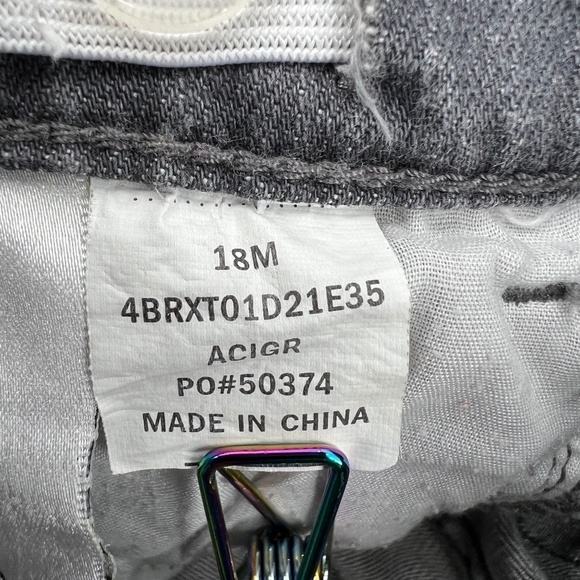 18M
4BRXT01D21E35
ACIGR
PO#50374
MADE IN CHINA